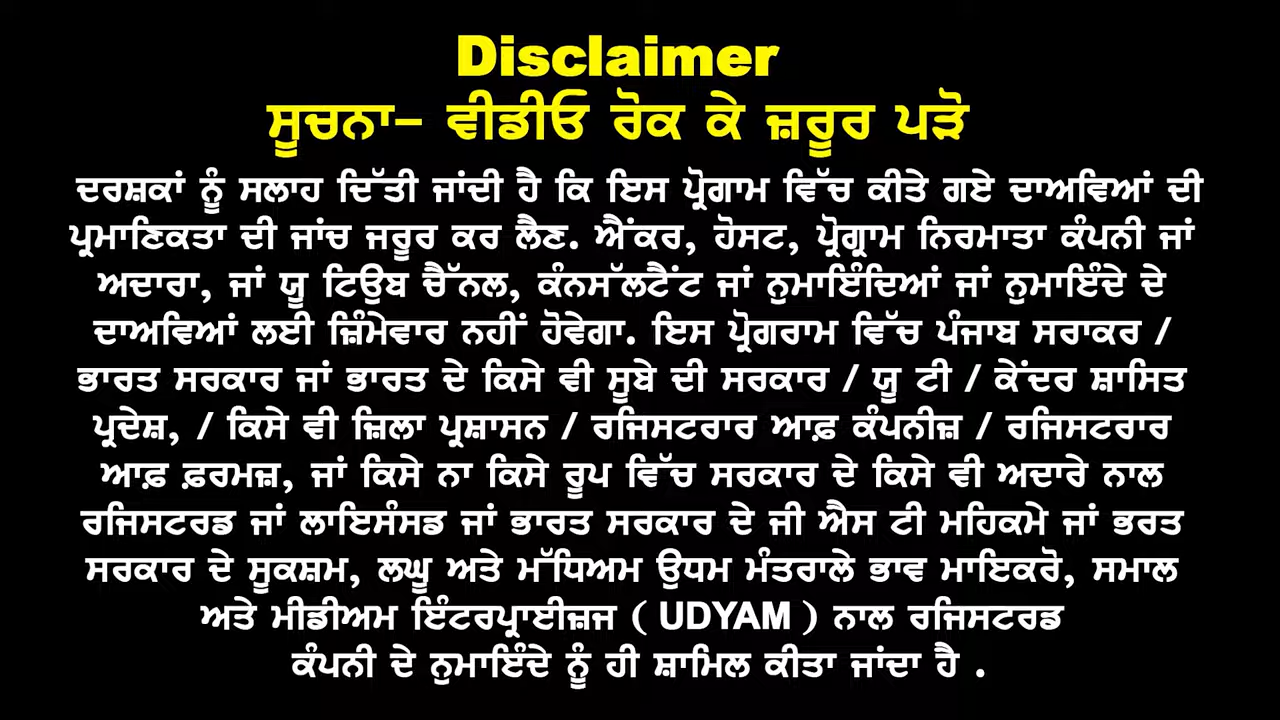 Disclaimer
ਸੂਚਨਾ- ਵੀਡੀਓ ਰੋਕ ਕੇ ਜ਼ਰੂਰ ਪੜੋ
ਦਰਸ਼ਕਾਂ ਨੂੰ ਸਲਾਹ ਦਿੱਤੀ ਜਾਂਦੀ ਹੈ ਕਿ ਇਸ ਪ੍ਰੋਗਾਮ ਵਿੱਚ ਕੀਤੇ ਗਏ ਦਾਅਵਿਆਂ ਦੀ
ਪ੍ਰਮਾਣਿਕਤਾ ਦੀ ਜਾਂਚ ਜਰੂਰ ਕਰ ਲੈਣ. ਐਂਕਰ, ਹੋਸਟ, ਪ੍ਰੋਗ੍ਰਾਮ ਨਿਰਮਾਤਾ ਕੰਪਨੀ ਜਾਂ
ਅਦਾਰਾ, ਜਾਂ ਯੂ ਟਿਉਬ ਚੈੱਨਲ, ਕੰਨਸੱਲਟੈਂਟ ਜਾਂ ਨੁਮਾਇੰਦਿਆਂ ਜਾਂ ਨੁਮਾਇੰਦੇ ਦੇ
ਦਾਅਵਿਆਂ ਲਈ ਜ਼ਿੰਮੇਵਾਰ ਨਹੀਂ ਹੋਵੇਗਾ. ਇਸ ਪ੍ਰੋਗਰਾਮ ਵਿੱਚ ਪੰਜਾਬ ਸਰਾਕਰ /
ਭਾਰਤ ਸਰਕਾਰ ਜਾਂ ਭਾਰਤ ਦੇ ਕਿਸੇ ਵੀ ਸੂਬੇ ਦੀ ਸਰਕਾਰ / ਯੂ ਟੀ / ਕੇਂਦਰ ਸ਼ਾਸਿਤ
ਪ੍ਰਦੇਸ਼, / ਕਿਸੇ ਵੀ ਜ਼ਿਲਾ ਪ੍ਰਸ਼ਾਸਨ / ਰਜਿਸਟਰਾਰ ਆਫ਼ ਕੰਪਨੀਜ਼ / ਰਜਿਸਟਰਾਰ
ਆਫ਼ ਫ਼ਰਮਜ਼, ਜਾਂ ਕਿਸੇ ਨਾ ਕਿਸੇ ਰੂਪ ਵਿੱਚ ਸਰਕਾਰ ਦੇ ਕਿਸੇ ਵੀ ਅਦਾਰੇ ਨਾਲ
ਰਜਿਸਟਰਡ ਜਾਂ ਲਾਇਸੰਸਡ ਜਾਂ ਭਾਰਤ ਸਰਕਾਰ ਦੇ ਜੀ ਐਸ ਟੀ ਮਹਿਕਮੇ ਜਾਂ ਭਰਤ
ਸਰਕਾਰ ਦੇ ਸੂਕਸ਼ਮ, ਲਘੂ ਅਤੇ ਮੱਧਿਅਮ ਉਧਮ ਮੰਤਰਾਲੇ ਭਾਵ ਮਾਇਕਰੋ, ਸਮਾਲ
ਅਤੇ ਮੀਡੀਅਮ ਇੰਟਰਪ੍ਰਾਈਜ਼ਜ ( UDYAM ) ਨਾਲ ਰਜਿਸਟਰਡ
ਕੰਪਨੀ ਦੇ ਨੁਮਾਇੰਦੇ ਨੂੰ ਹੀ ਸ਼ਾਮਿਲ ਕੀਤਾ ਜਾਂਦਾ ਹੈ .